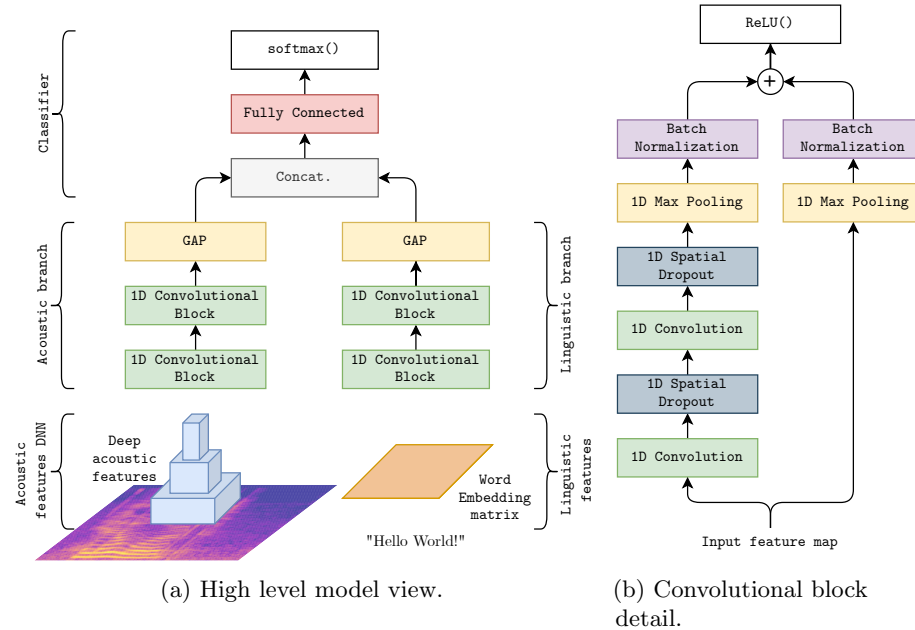 softmax()
Fully Connected
Concat.
Classifier
GAP
GAP
1D Convolutional
Block
1D Convolutional
Block
1D Convolutional
Block
1D Convolutional
Block
Acoustic branch
Linguistic branch
Acoustic
features DNN
Deep
acoustic
features
Word
Embedding
matrix
Linguistic
features
"Hello World!"
(a) High level model view.
ReLU()
+
Batch
Normalization
Batch
Normalization
1D Max Pooling
1D Max Pooling
1D Spatial
Dropout
1D Convolution
1D Spatial
Dropout
1D Convolution
Input feature map
(b) Convolutional block
detail.